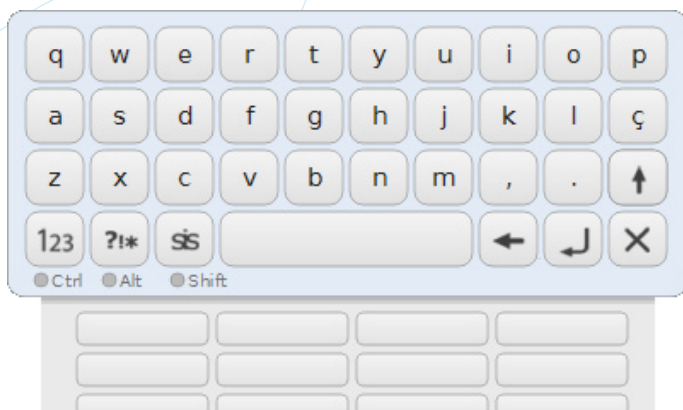 q w e r t y u i o p
a s d f g h j k l ç
z x c v b n m , .
123 ?!* sis
Ctrl Alt Shift